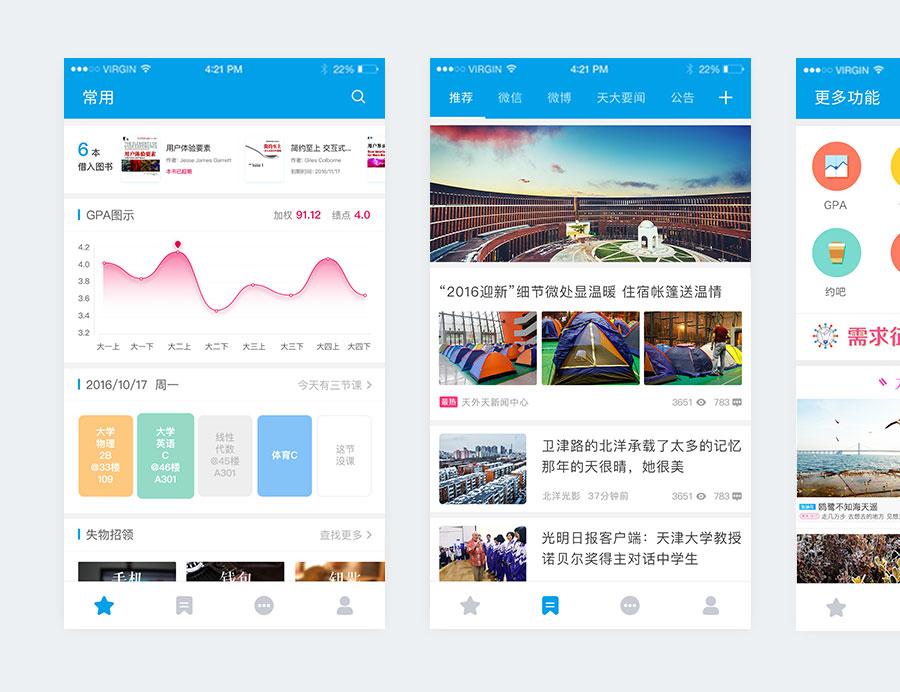 VIRGIN
4:21 PM
22%
常用
6 本
借入图书
用户体验要素
用户体验要素
作者: Jesse James Garrett
本书已超期
简约至上
简约至上 交互式...
作者: Giles Colborne
到期时间: 2016/11/17
GPA图示
加权 91.12 绩点 4.0
4.2
4.0
3.8
3.6
3.4
3.2
大一上 大一下 大二上 大二下 大三上 大三下 大四上 大四下
2016/10/17 周一
今天有三节课
大学
物理
2B
@33楼
109
大学
英语
C
@46楼
A301
线性
代数
@45楼
A301
体育C
这节
没课
失物招领
查找更多
手机
钱包
钥匙
VIRGIN
4:21 PM
22%
推荐 微信 微博 天大要闻 公告
“2016迎新”细节微处显温暖 住宿帐篷送温情
最热 天外天新闻中心
3651 783
卫津路的北洋承载了太多的记忆
那年的天很晴，她很美
北洋光影 37分钟前
3651 783
光明日报客户端：天津大学教授
诺贝尔奖得主对话中学生
VIRGIN
更多功能
GPA
约吧
需求征
鸥鹭不知海天遥
走几万步 去想去的地方 见想